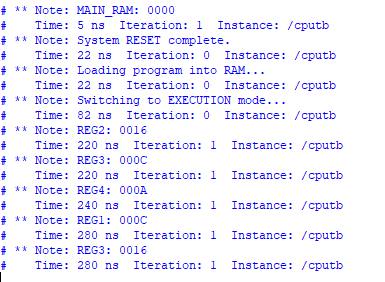 # ** Note: MAIN_RAM: 0000
#    Time: 5 ns  Iteration: 1  Instance: /cputb
# ** Note: System RESET complete.
#    Time: 22 ns  Iteration: 0  Instance: /cputb
# ** Note: Loading program into RAM...
#    Time: 22 ns  Iteration: 0  Instance: /cputb
# ** Note: Switching to EXECUTION mode...
#    Time: 82 ns  Iteration: 0  Instance: /cputb
# ** Note: REG2: 0016
#    Time: 220 ns  Iteration: 1  Instance: /cputb
# ** Note: REG3: 000C
#    Time: 220 ns  Iteration: 1  Instance: /cputb
# ** Note: REG4: 000A
#    Time: 240 ns  Iteration: 1  Instance: /cputb
# ** Note: REG1: 000C
#    Time: 280 ns  Iteration: 1  Instance: /cputb
# ** Note: REG3: 0016
#    Time: 280 ns  Iteration: 1  Instance: /cputb